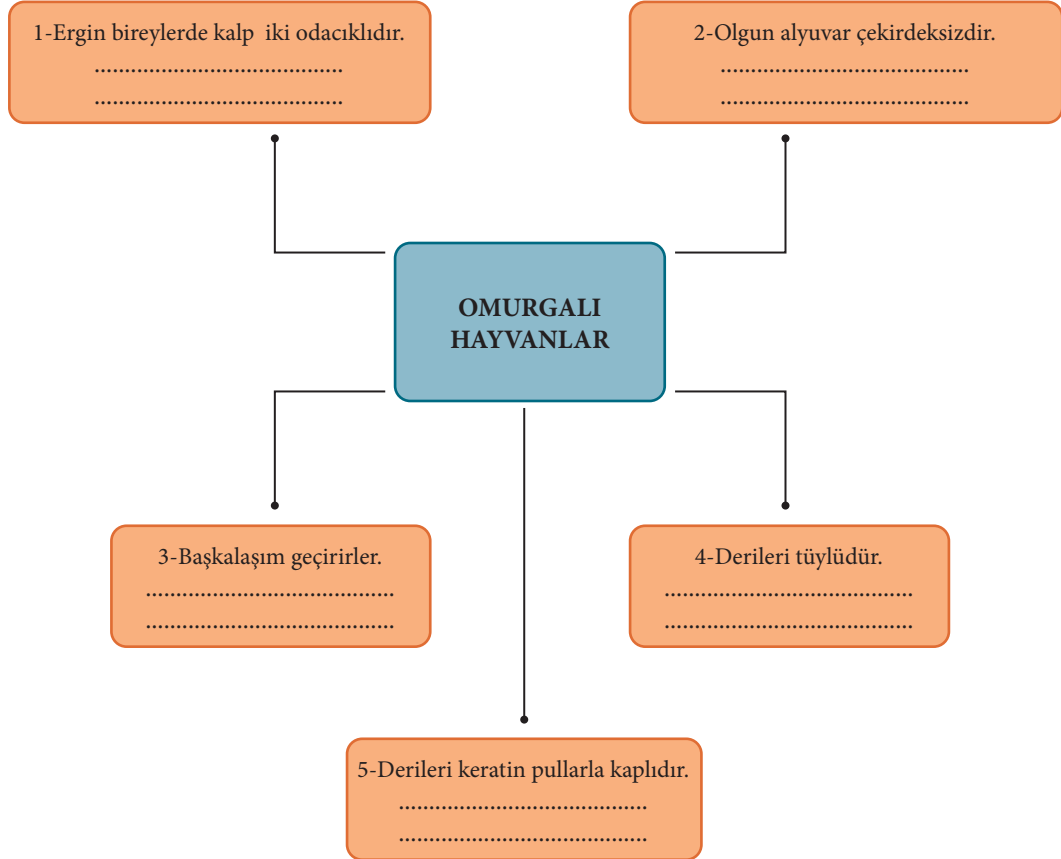 1-Ergin bireylerde kalp iki odacıklıdır.
.........................................
.........................................
2-Olgun alyuvar çekirdeksizdir.
.........................................
.........................................
OMURGALI
HAYVANLAR
3-Başkalaşım geçirirler.
.........................................
.........................................
4-Derileri tüylüdür.
.........................................
.........................................
5-Derileri keratin pullarla kaplıdır.
.........................................
.........................................